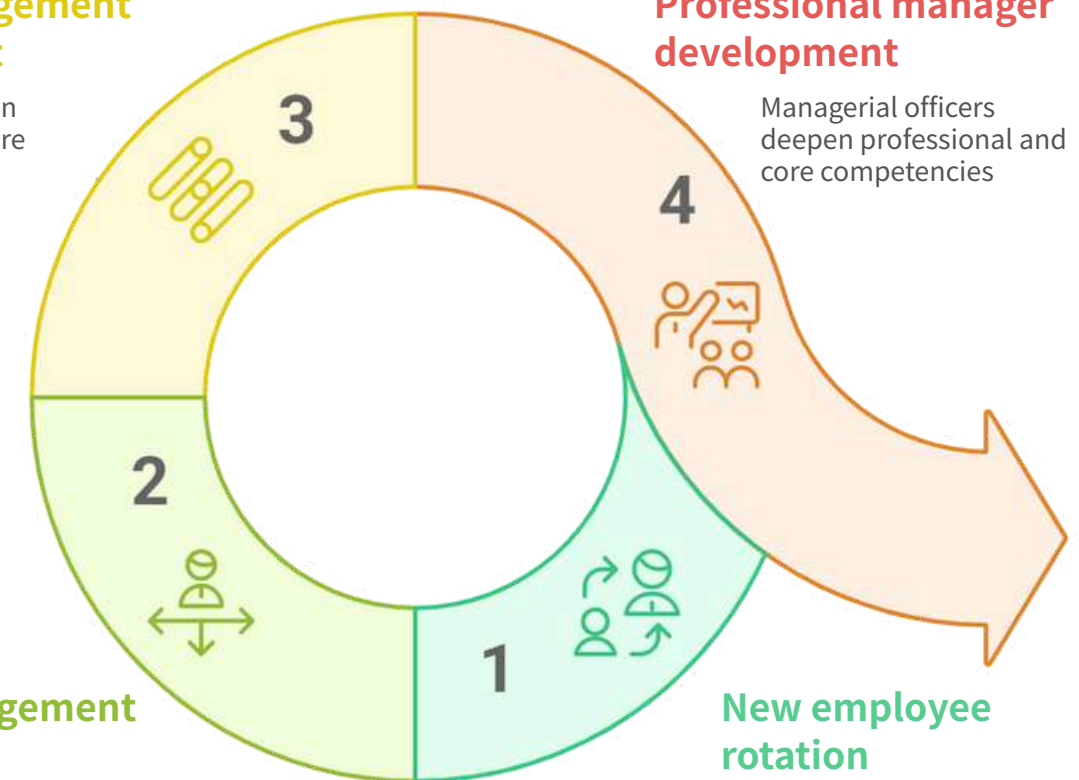 Professional manager
development
Managerial officers
deepen professional and
core competencies
3
4
2
1
New employee
rotation